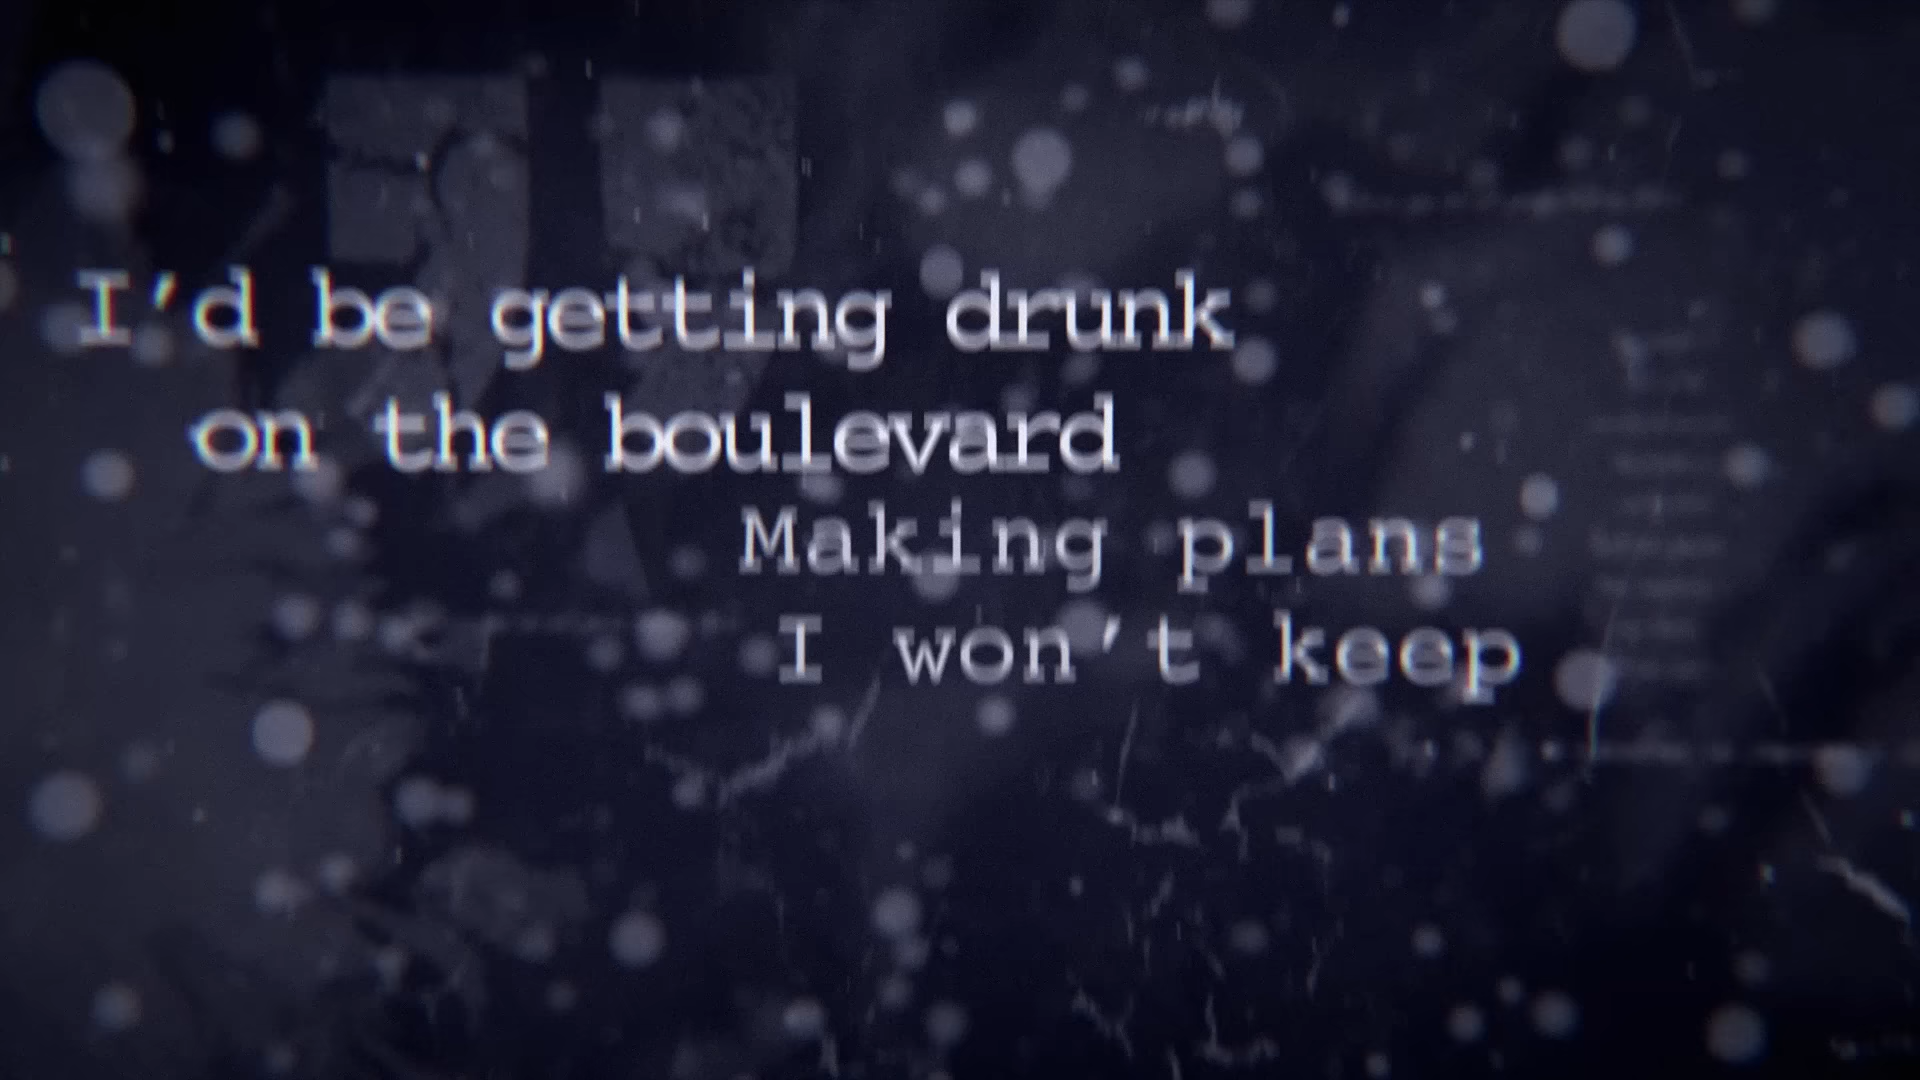 I'd be getting drunk
on the boulevard
Making plans
I won't keep